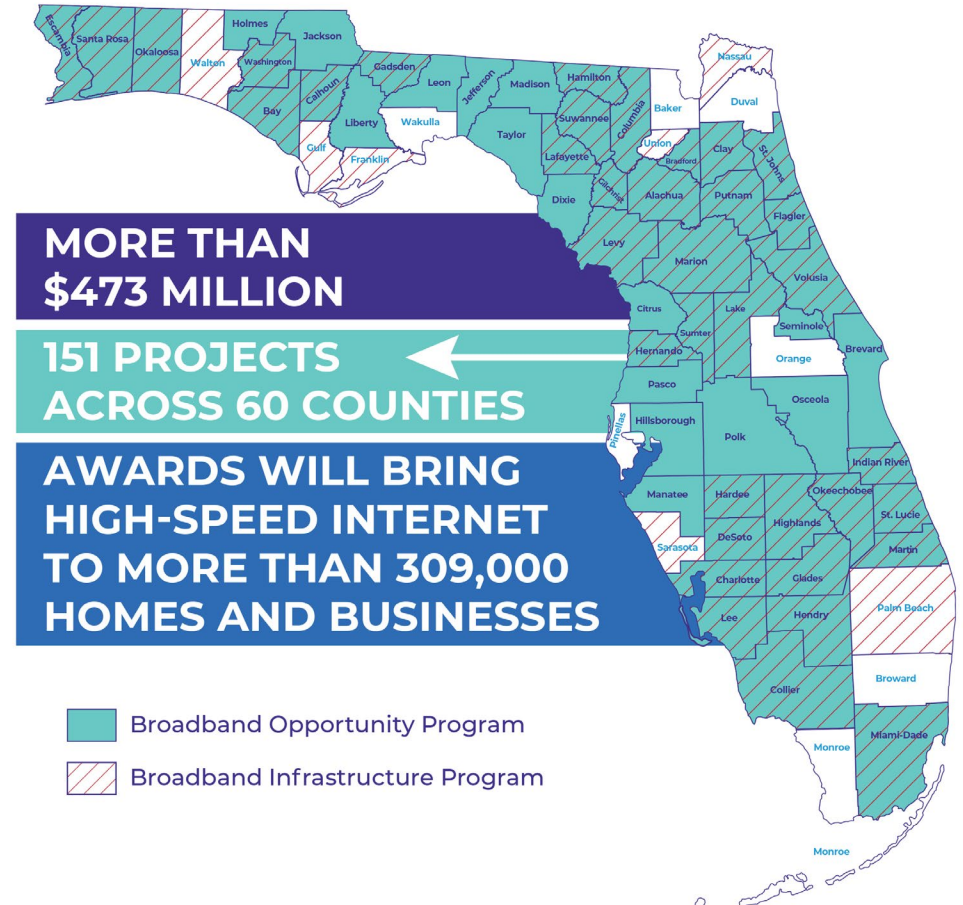 Escambia
Santa Rosa
Okaloosa
Walton
Holmes
Jackson
Washington
Bay
Calhoun
Gulf
Liberty
Franklin
Gadsden
Leon
Wakulla
Jefferson
Madison
Taylor
Hamilton
Suwannee
Lafayette
Dixie
Columbia
Gilchrist
Baker
Union
Bradford
Nassau
Duval
Clay
St. Johns
Alachua
Putnam
Flagler
Levy
Marion
Volusia
MORE THAN
$473 MILLION
151 PROJECTS
ACROSS 60 COUNTIES
AWARDS WILL BRING
HIGH-SPEED INTERNET
TO MORE THAN 309,000
HOMES AND BUSINESSES
Citrus
Sumter
Lake
Seminole
Orange
Brevard
Hernando
Pasco
Osceola
Pinellas
Hillsborough
Polk
Indian River
Manatee
Hardee
Highlands
Okeechobee
St. Lucie
Sarasota
DeSoto
Martin
Charlotte
Glades
Lee
Hendry
Palm Beach
Collier
Broward
Miami-Dade
Monroe
Monroe
Broadband Opportunity Program
Broadband Infrastructure Program